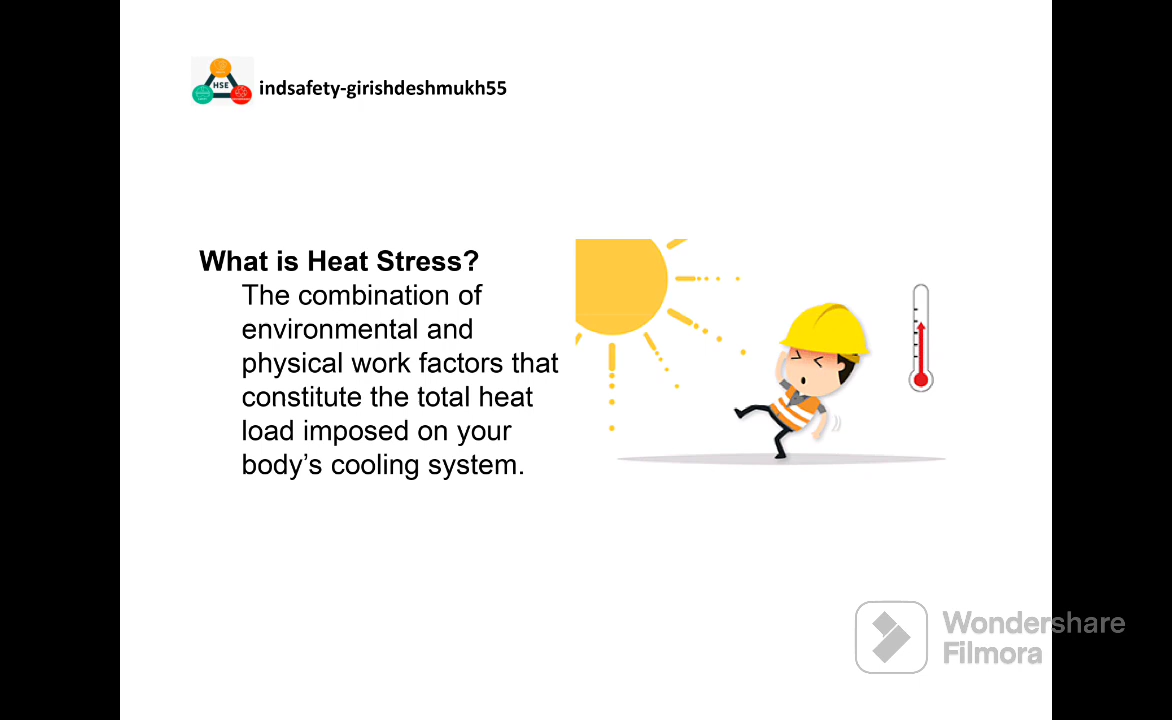 HSE
indsafety-girishdeshmukh55
What is Heat Stress?
The combination of
environmental and
physical work factors that
constitute the total heat
load imposed on your
body’s cooling system.
Wondershare
Filmora